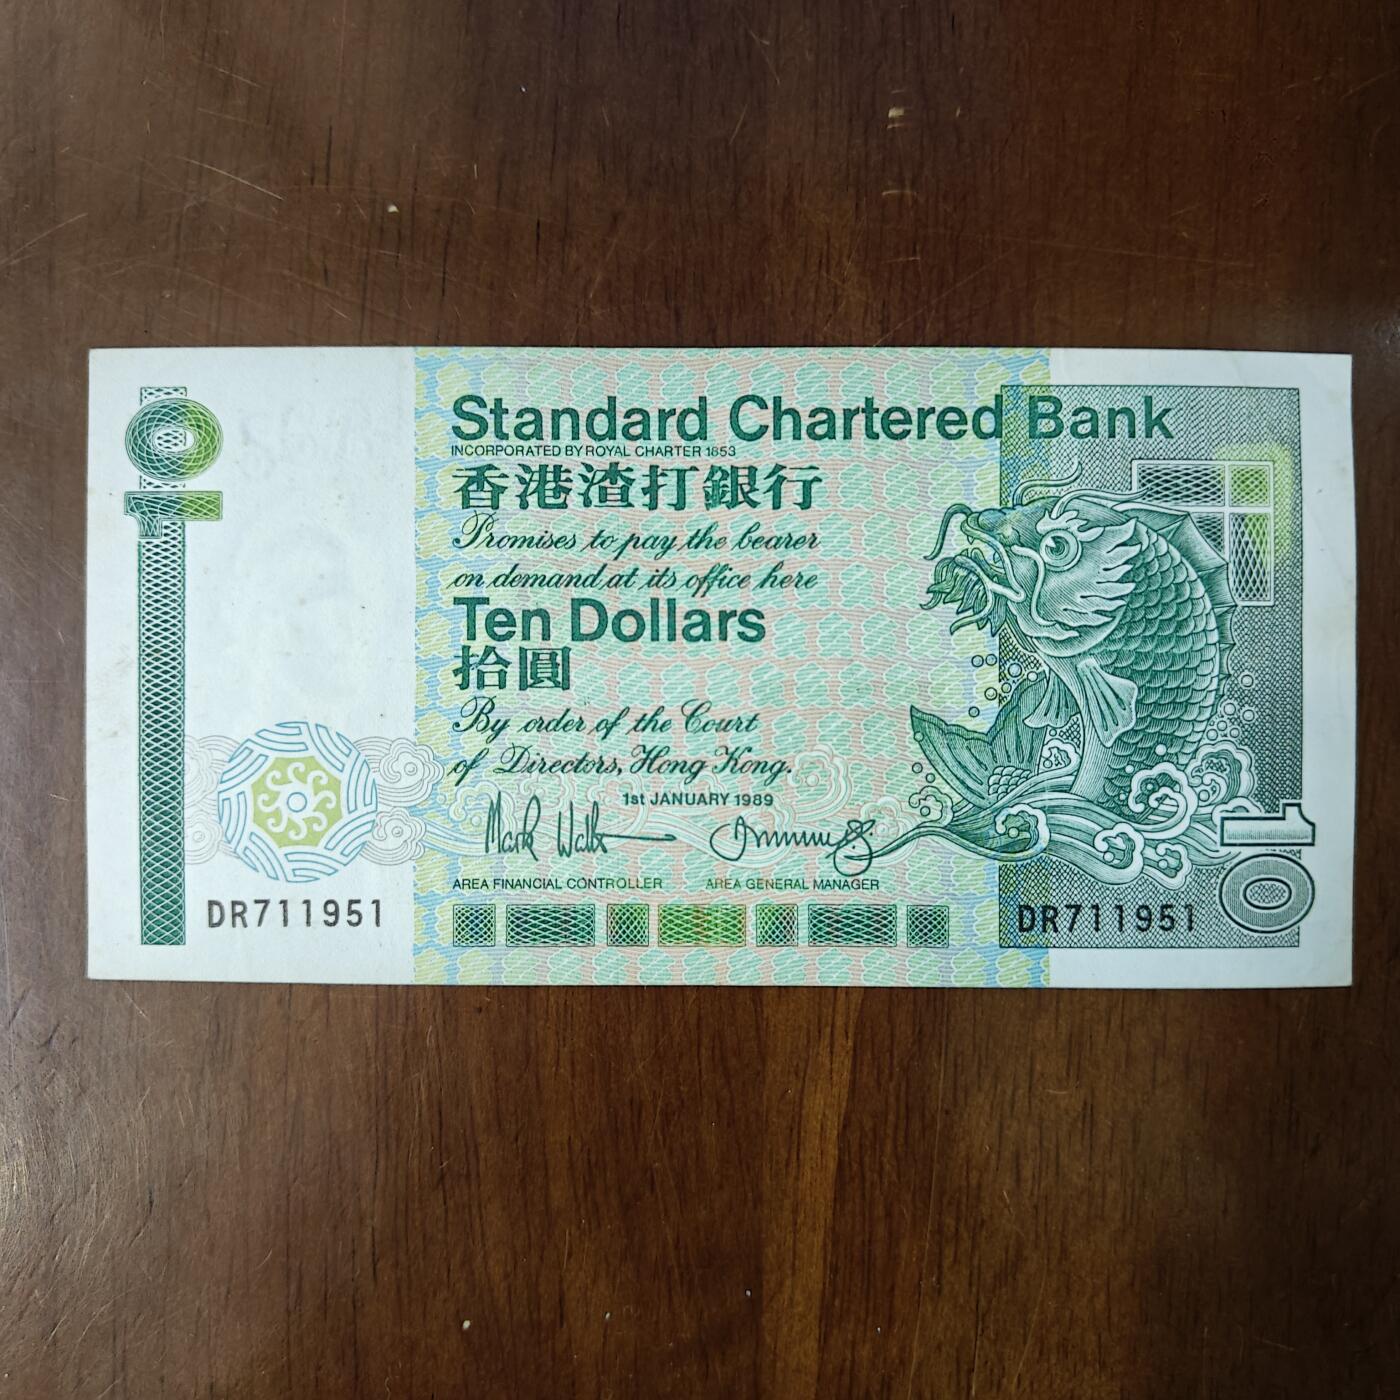 10
Standard Chartered Bank
INCORPORATED BY ROYAL CHARTER 1853
香港渣打銀行
Promises to pay the bearer
on demand at its office here
Ten Dollars
拾圓
By order of the Court
of Directors, Hong Kong.
1st JANUARY 1989
AREA FINANCIAL CONTROLLER AREA GENERAL MANAGER
DR711951 DR711951
10